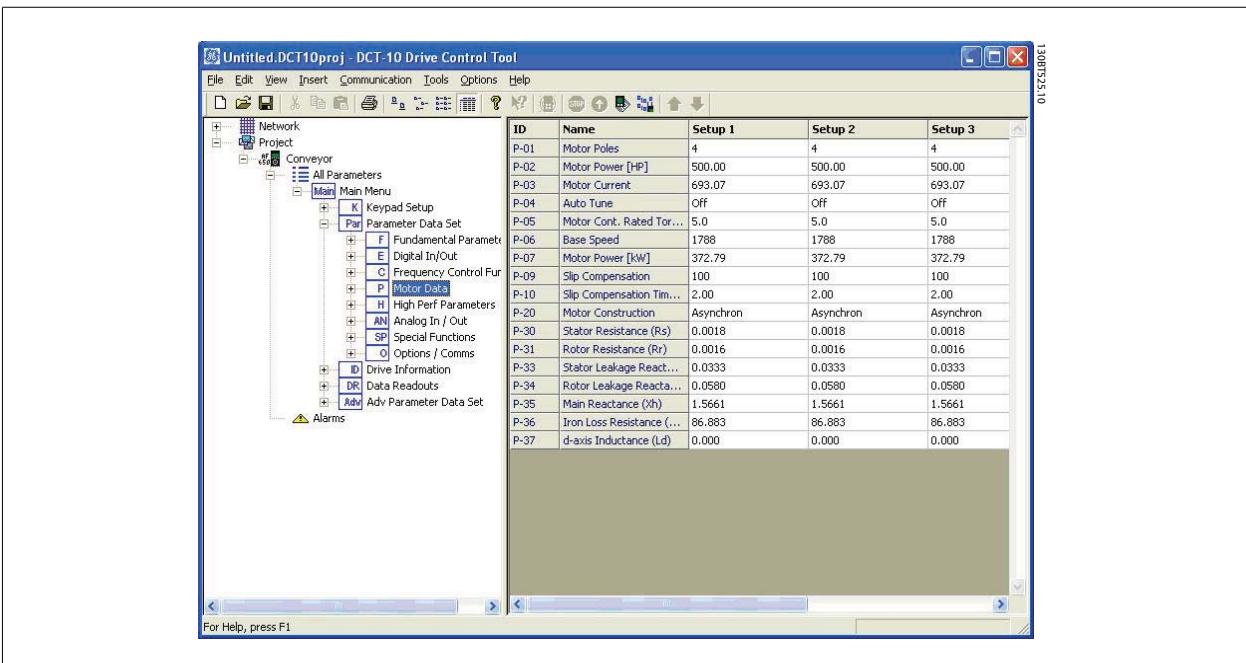 Untitled.DCT10proj - DCT-10 Drive Control Tool
File Edit View Insert Communication Tools Options Help
Network
Project
AF 650 Conveyor
All Parameters
Main Main Menu
K Keypad Setup
Par Parameter Data Set
F Fundamental Paramete
E Digital In/Out
C Frequency Control Fur
P Motor Data
H High Perf Parameters
AN Analog In / Out
SP Special Functions
O Options / Comms
ID Drive Information
DR Data Readouts
Adv Adv Parameter Data Set
Alarms
ID Name Setup 1 Setup 2 Setup 3
P-01 Motor Poles 4 4 4
P-02 Motor Power [HP] 500.00 500.00 500.00
P-03 Motor Current 693.07 693.07 693.07
P-04 Auto Tune Off Off Off
P-05 Motor Cont. Rated Tor... 5.0 5.0 5.0
P-06 Base Speed 1788 1788 1788
P-07 Motor Power [kW] 372.79 372.79 372.79
P-09 Slip Compensation 100 100 100
P-10 Slip Compensation Tim... 2.00 2.00 2.00
P-20 Motor Construction Asynchron Asynchron Asynchron
P-30 Stator Resistance (Rs) 0.0018 0.0018 0.0018
P-31 Rotor Resistance (Rr) 0.0016 0.0016 0.0016
P-33 Stator Leakage React... 0.0333 0.0333 0.0333
P-34 Rotor Leakage Reacta... 0.0580 0.0580 0.0580
P-35 Main Reactance (Xh) 1.5661 1.5661 1.5661
P-36 Iron Loss Resistance (... 86.883 86.883 86.883
P-37 d-axis Inductance (Ld) 0.000 0.000 0.000
For Help, press F1
130BT525.10